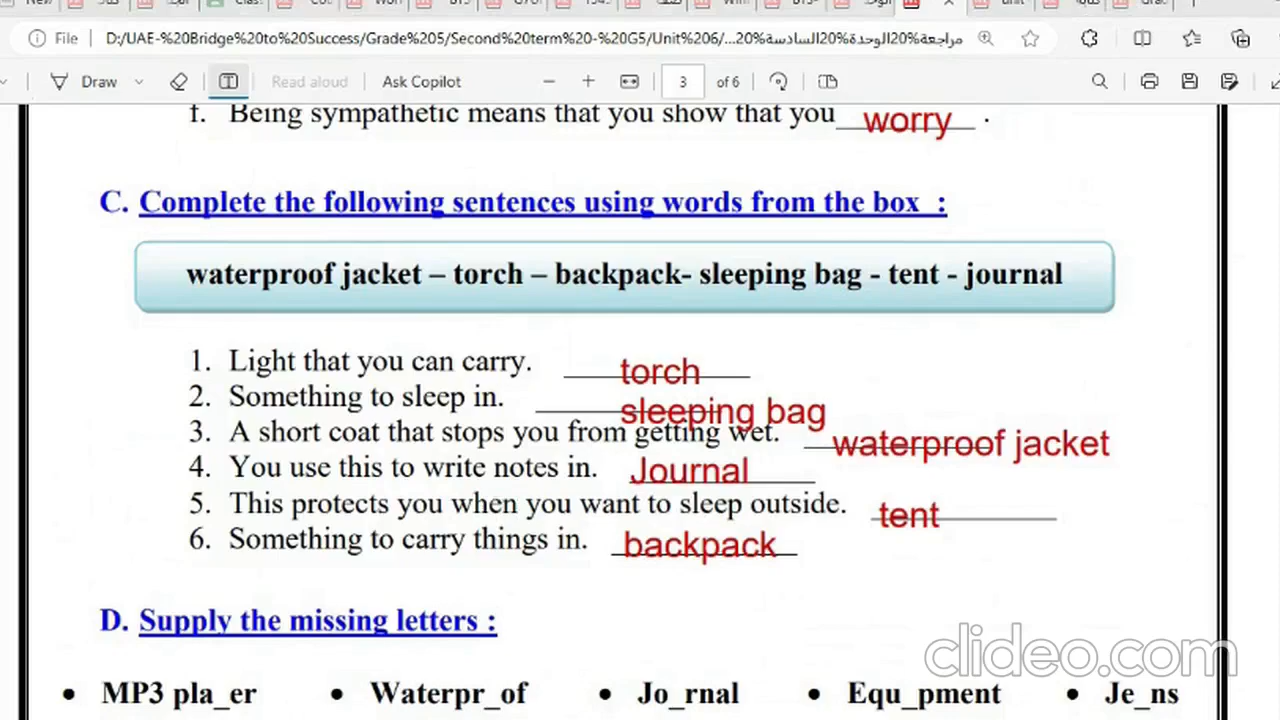 File D:/UAE-%20Bridge%20to%20Success/Grade%205/Second%20term%20-%20G5/Unit%206/...مراجعة%20الوحدة%20السادسة%20
Draw Read aloud Ask Copilot 3 of 6
f. Being sympathetic means that you show that you worry .
C. Complete the following sentences using words from the box :
waterproof jacket – torch – backpack- sleeping bag - tent - journal
1. Light that you can carry. torch
2. Something to sleep in. sleeping bag
3. A short coat that stops you from getting wet. waterproof jacket
4. You use this to write notes in. Journal
5. This protects you when you want to sleep outside. tent
6. Something to carry things in. backpack
D. Supply the missing letters :
clideo.com
• MP3 pla_er • Waterpr_of • Jo_rnal • Equ_pment • Je_ns